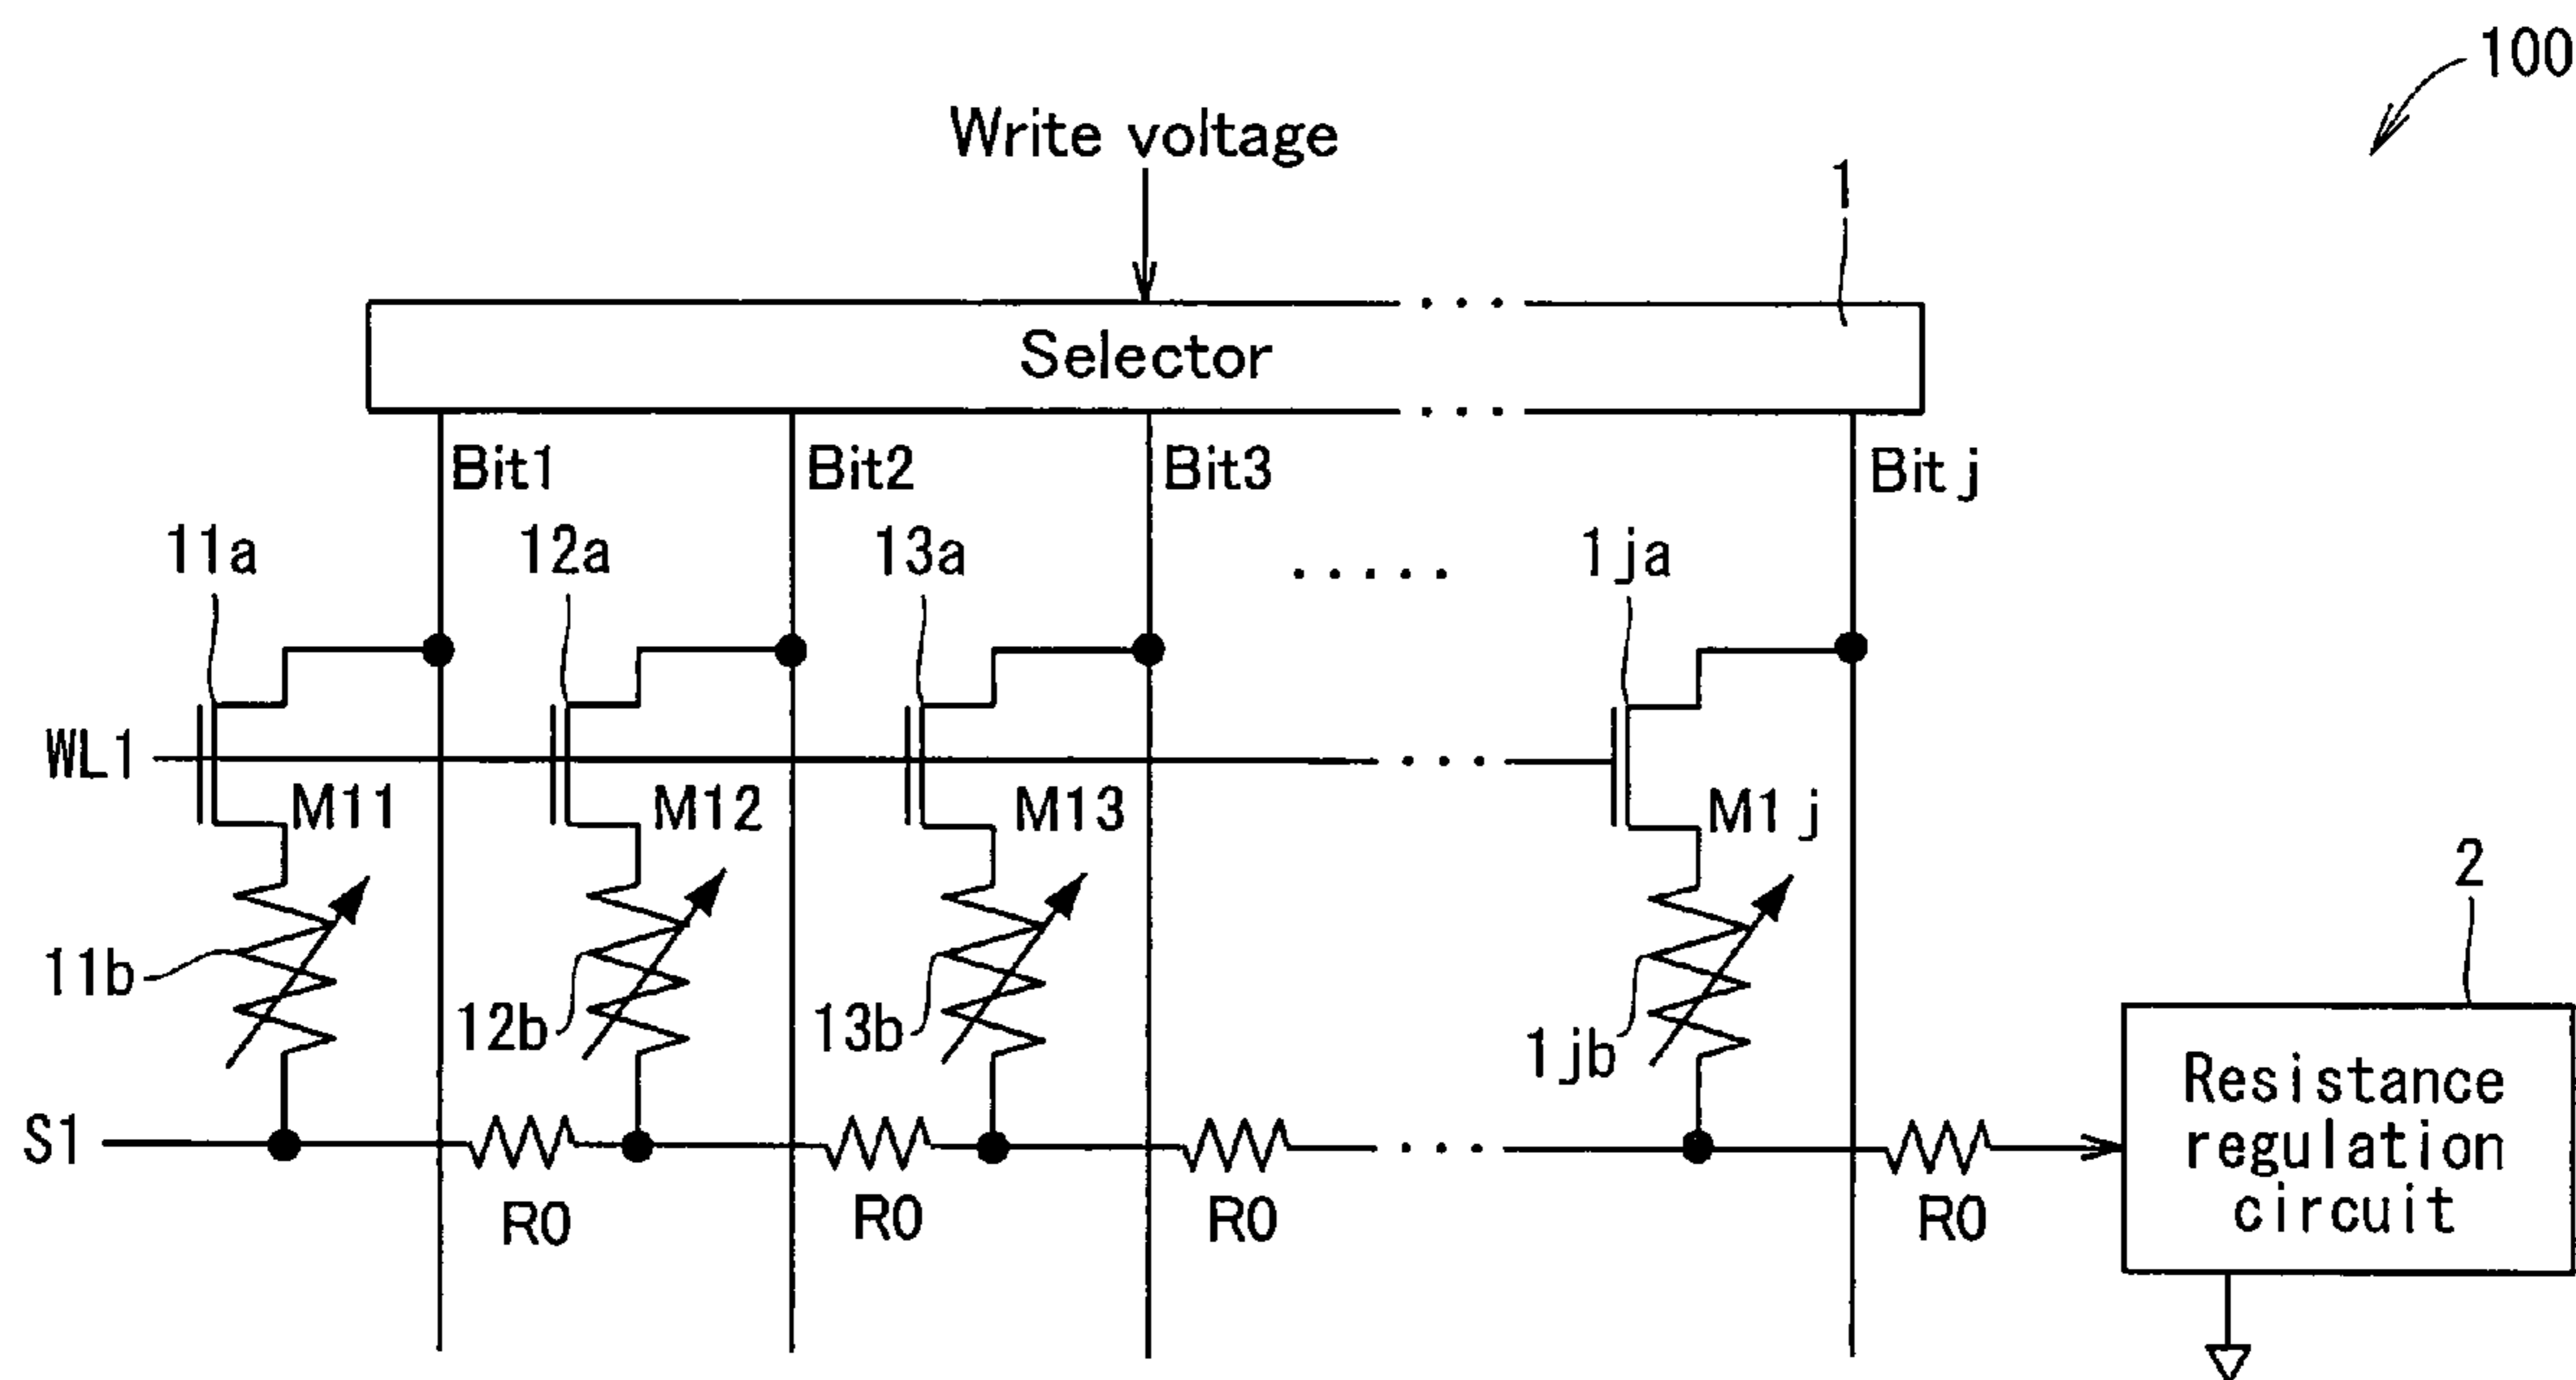 100
Write voltage
1
Selector
Bit1 Bit2 Bit3 Bit j
11a 12a 13a 1ja
WL1
M11 M12 M13 M1j
2
11b 12b 13b 1jb
Resistance
regulation
circuit
S1
R0 R0 R0 R0